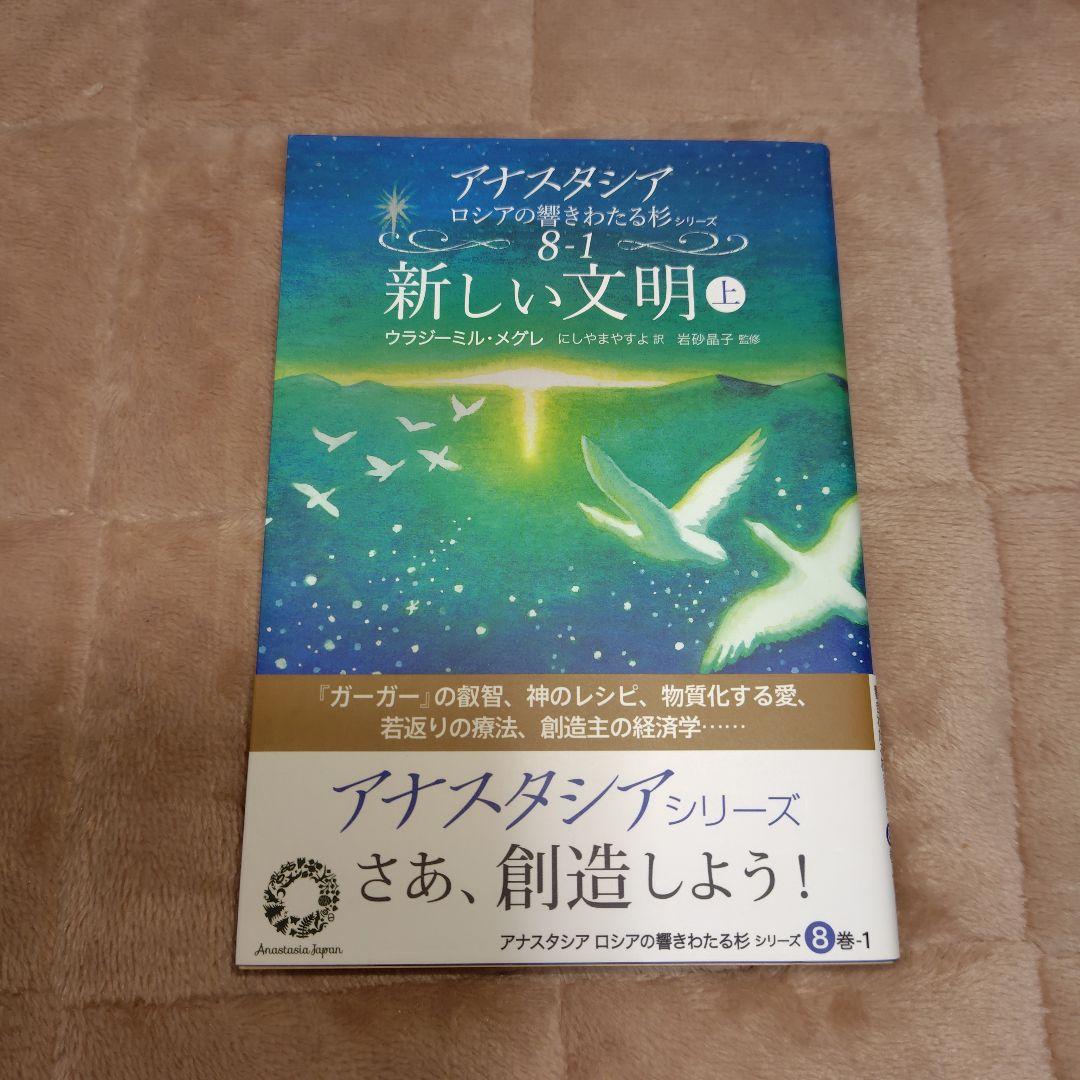 アナスタシア
ロシアの響きわたる杉 シリーズ
8-1
新しい文明 上
ウラジーミル・メグレ にしやまやすよ 訳 岩砂晶子 監修
『ガーガー』の叡智、神のレシピ、物質化する愛、
若返りの療法、創造主の経済学……
アナスタシア シリーズ
さあ、創造しよう!
Anastasia Japan
アナスタシア ロシアの響きわたる杉 シリーズ 8 巻-1